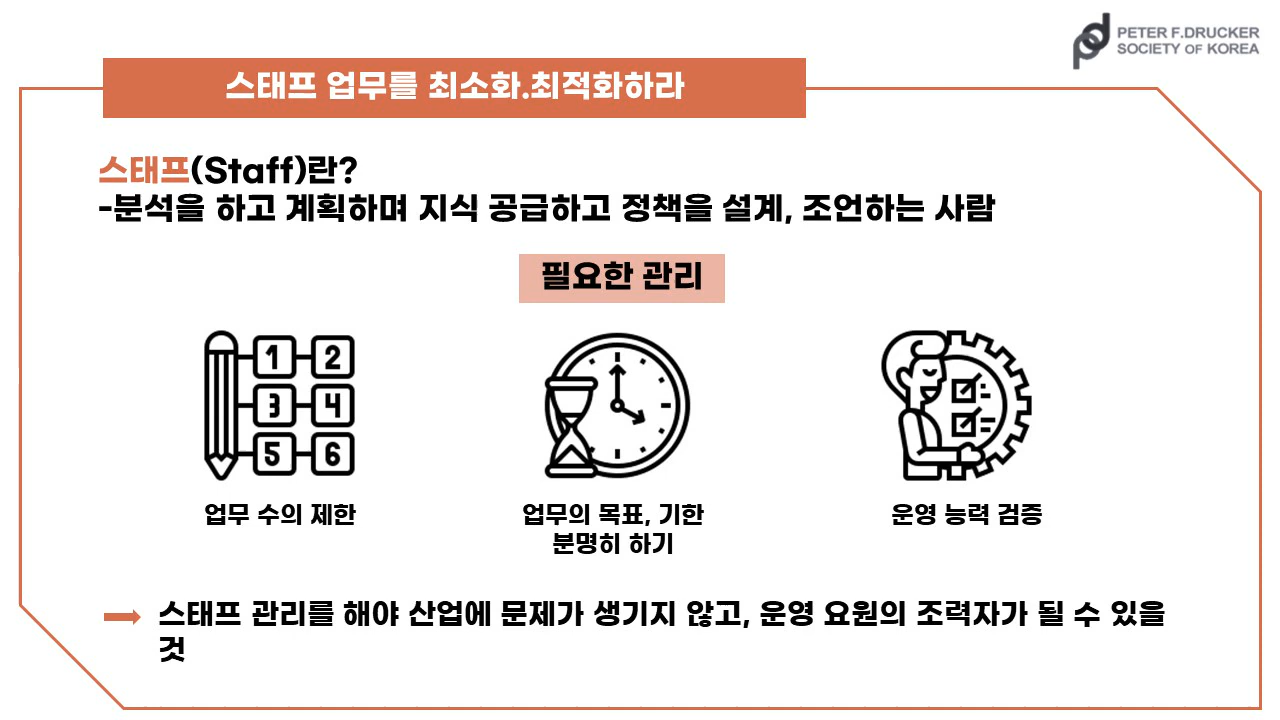 PETER F.DRUCKER
SOCIETY OF KOREA
스태프 업무를 최소화.최적화하라
스태프(Staff)란?
-분석을 하고 계획하며 지식 공급하고 정책을 설계, 조언하는 사람
필요한 관리
1 2
3 4
5 6
업무 수의 제한
업무의 목표, 기한
분명히 하기
운영 능력 검증
스태프 관리를 해야 산업에 문제가 생기지 않고, 운영 요원의 조력자가 될 수 있을
것